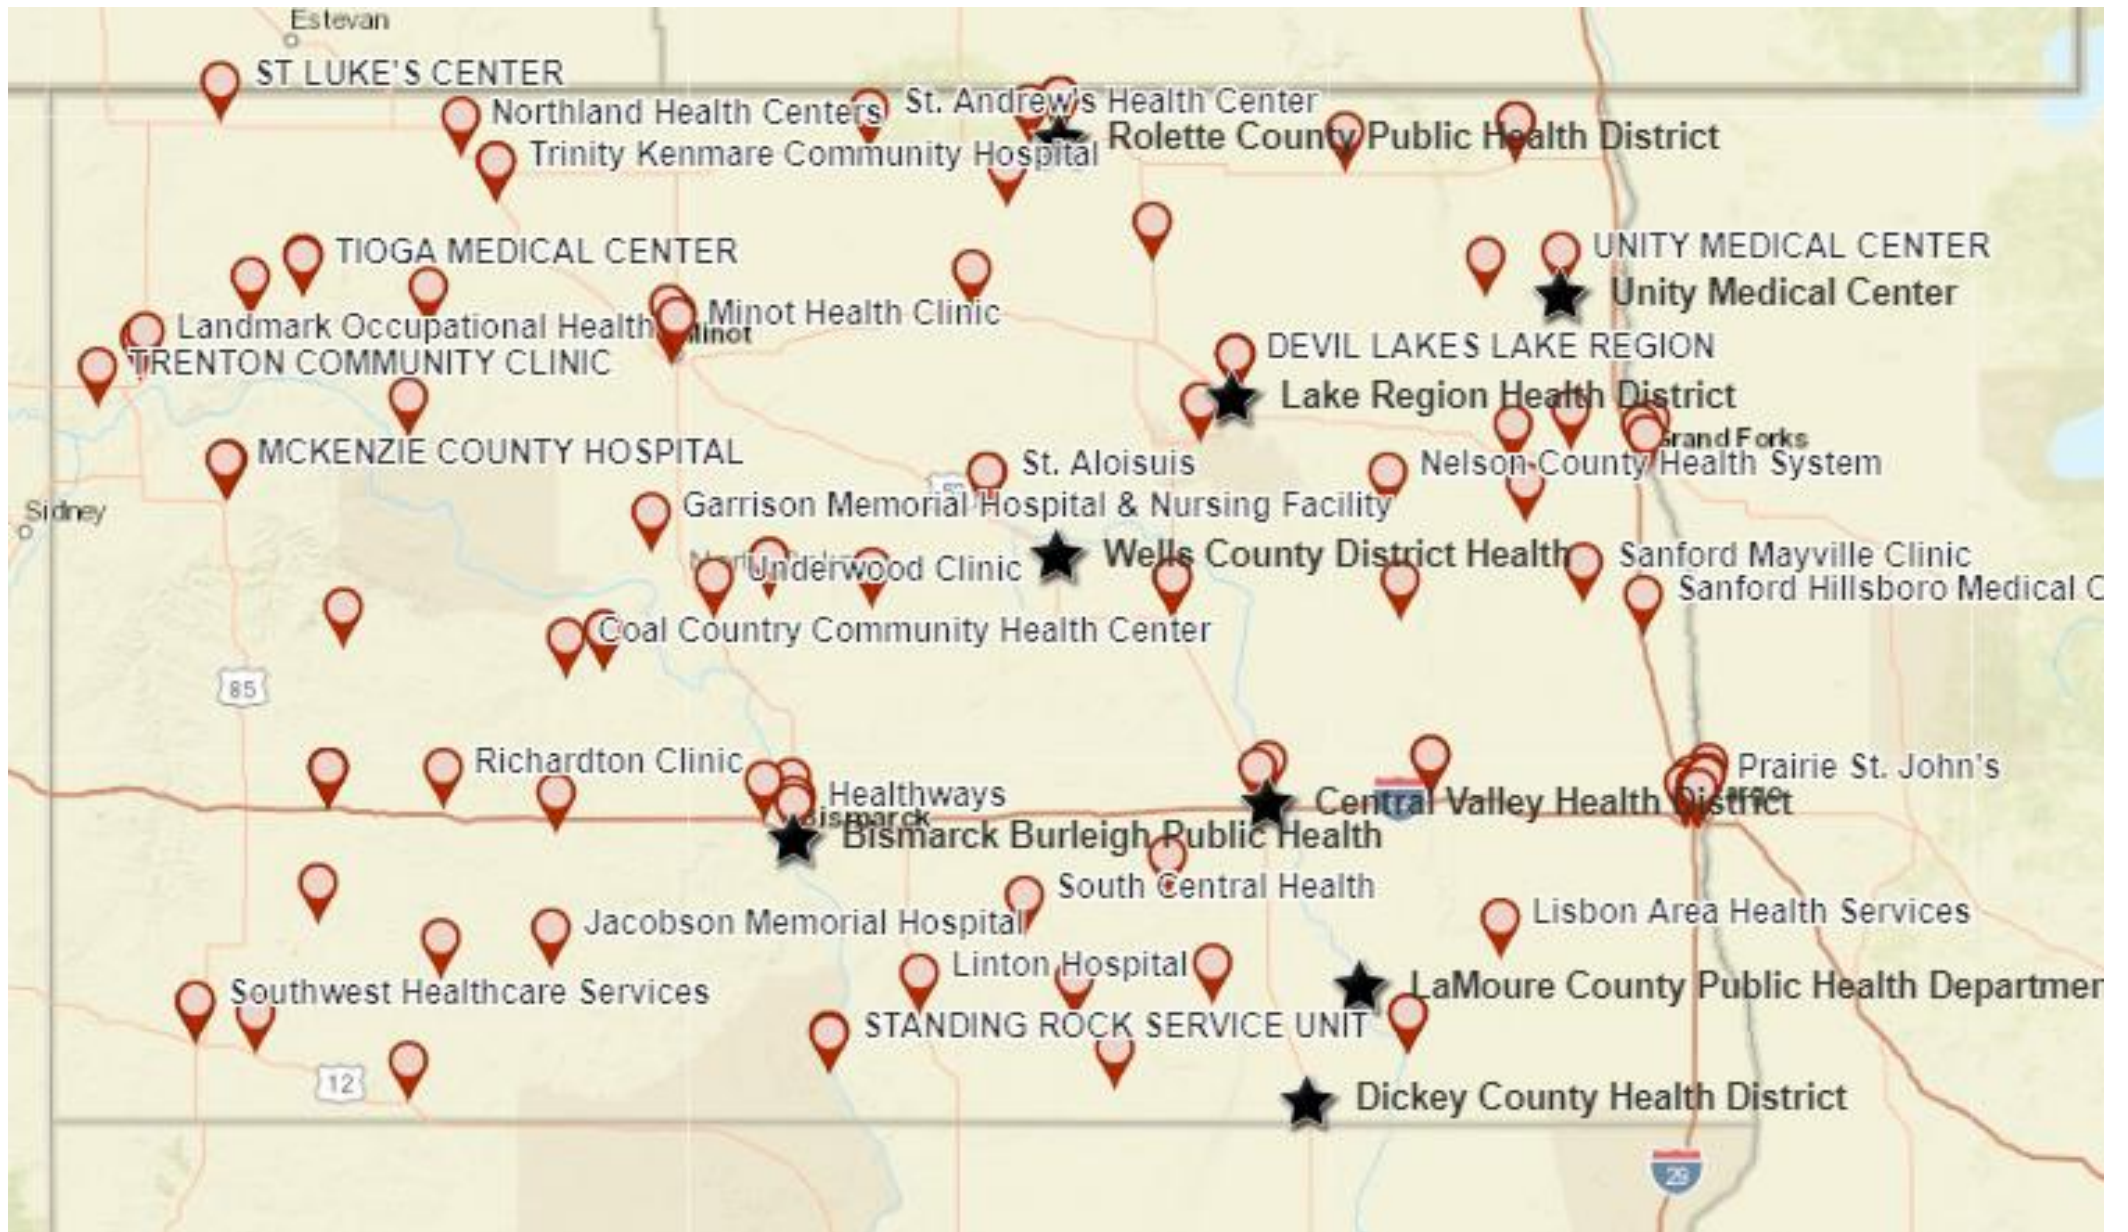 Estevan
ST LUKE'S CENTER
Northland Health Centers
St. Andrew's Health Center
Rolette County Public Health District
Trinity Kenmare Community Hospital
TIOGA MEDICAL CENTER
UNITY MEDICAL CENTER
Unity Medical Center
Minot Health Clinic
Landmark Occupational Health
Minot
DEVIL LAKES LAKE REGION
TRENTON COMMUNITY CLINIC
Lake Region Health District
Grand Forks
MCKENZIE COUNTY HOSPITAL
St. Aloisuis
Nelson County Health System
Garrison Memorial Hospital & Nursing Facility
Sidney
Wells County District Health
Sanford Mayville Clinic
Underwood Clinic
Sanford Hillsboro Medical C
Coal Country Community Health Center
85
Richardton Clinic
Prairie St. John's
Healthways
Central Valley Health District
Bismarck
Bismarck Burleigh Public Health
South Central Health
Lisbon Area Health Services
Jacobson Memorial Hospital
Linton Hospital
LaMoure County Public Health Departmen
Southwest Healthcare Services
STANDING ROCK SERVICE UNIT
12
Dickey County Health District
29